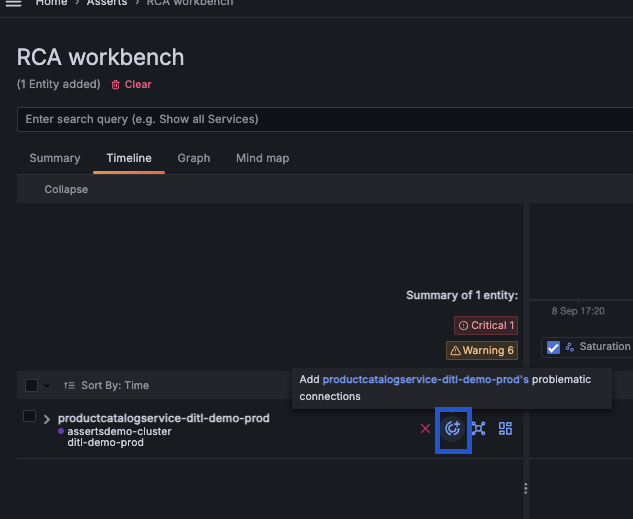 Home > Asserts > RCA workbench
RCA workbench
(1 Entity added) Clear
Enter search query (e.g. Show all Services)
Summary Timeline Graph Mind map
Collapse
Summary of 1 entity:
8 Sep 17:20
Critical 1
Warning 6
Saturation
Add productcatalogservice-ditl-demo-prod's problematic
connections
Sort By: Time
productcatalogservice-ditl-demo-prod
assertsdemo-cluster
ditl-demo-prod